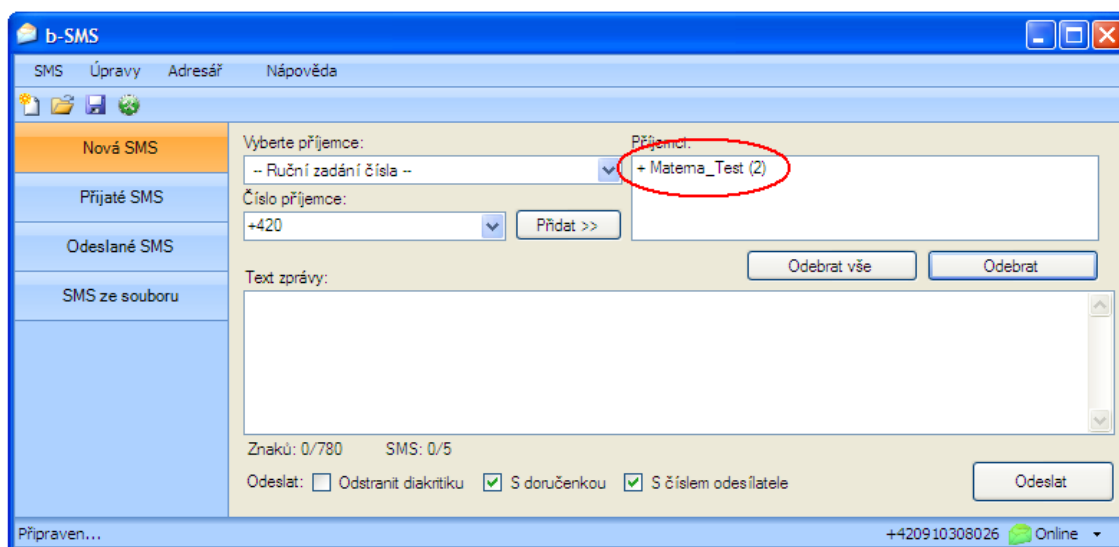 b-SMS
SMS Úpravy Adresář Nápověda
Nová SMS
Přijaté SMS
Odeslané SMS
SMS ze souboru
Vyberte příjemce:
-- Ruční zadání čísla --
Číslo příjemce:
+420
Přidat >>
Příjemci:
+ Materna_Test (2)
Odebrat vše Odebrat
Text zprávy:
Znaků: 0/780 SMS: 0/5
Odeslat: Odstranit diakritiku S doručenkou S číslem odesílatele
Odeslat
Připraven... +420910308026 Online